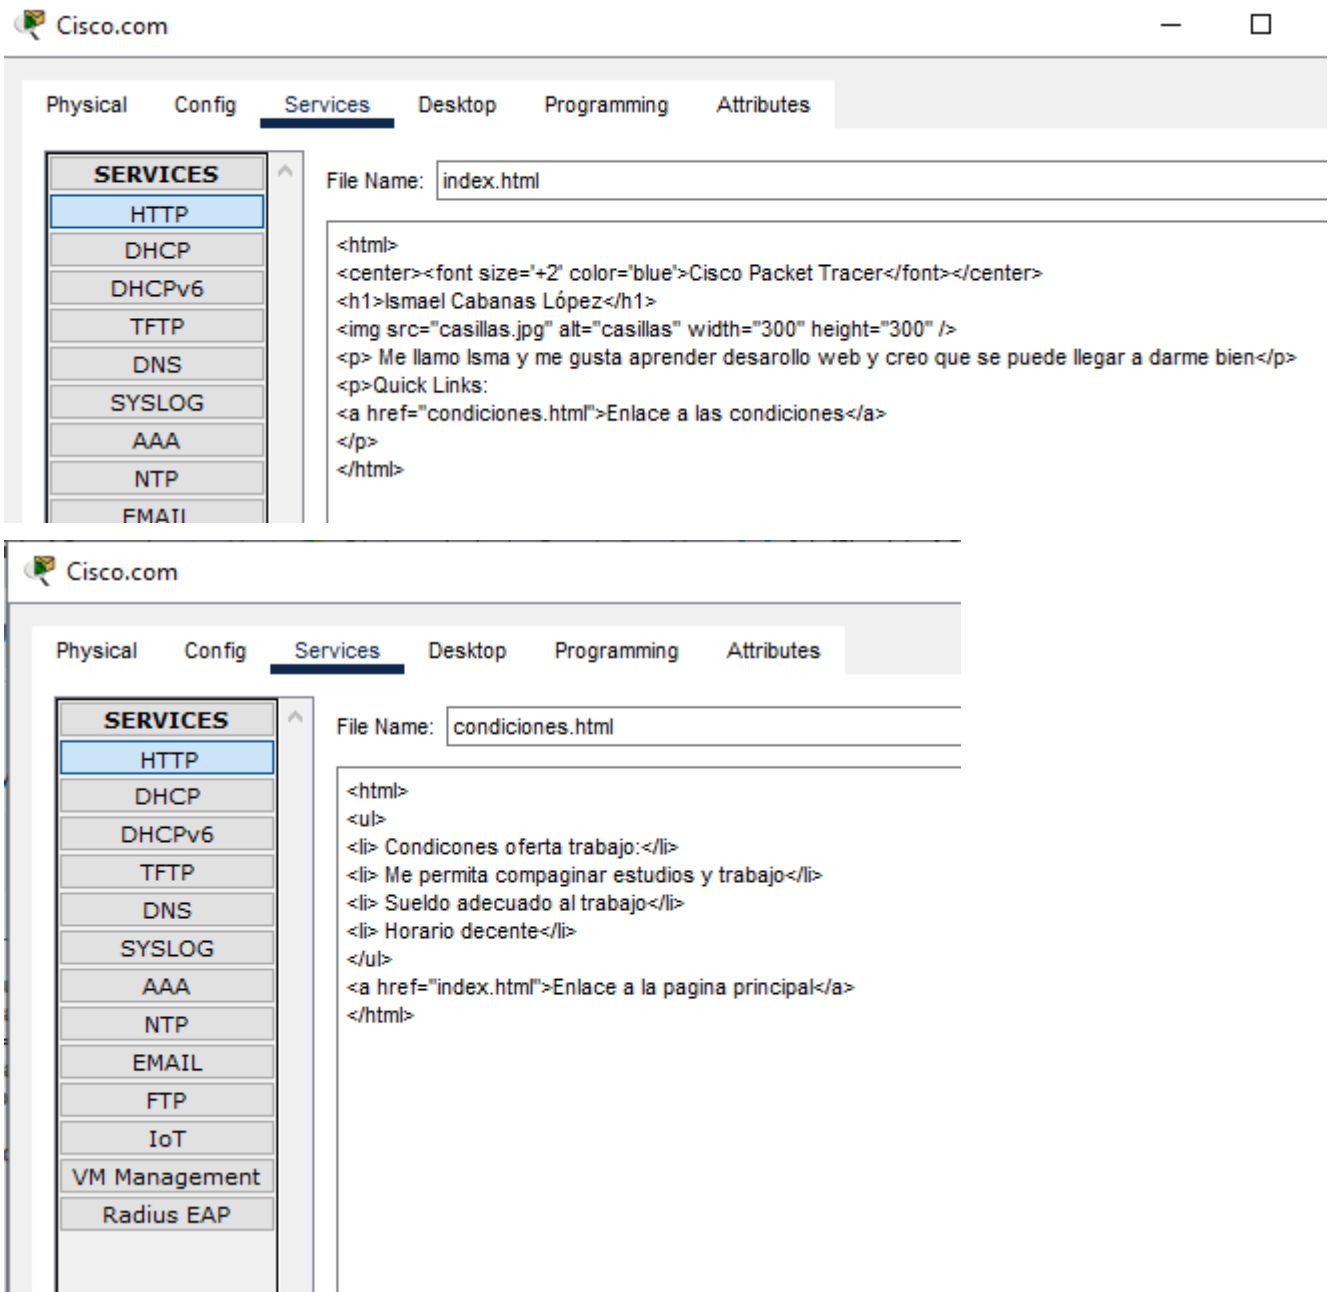 Cisco.com
Physical Config Services Desktop Programming Attributes
SERVICES
HTTP
DHCP
DHCPv6
TFTP
DNS
SYSLOG
AAA
NTP
EMAIL
File Name: index.html
<html>
<center><font size='+2' color='blue'>Cisco Packet Tracer</font></center>
<h1>Ismael Cabanas López</h1>
<img src="casillas.jpg" alt="casillas" width="300" height="300" />
<p> Me llamo Isma y me gusta aprender desarollo web y creo que se puede llegar a darme bien</p>
<p>Quick Links:
<a href="condiciones.html">Enlace a las condiciones</a>
</p>
</html>
Cisco.com
Physical Config Services Desktop Programming Attributes
SERVICES
HTTP
DHCP
DHCPv6
TFTP
DNS
SYSLOG
AAA
NTP
EMAIL
FTP
IoT
VM Management
Radius EAP
File Name: condiciones.html
<html>
<ul>
<li> Condicones oferta trabajo:</li>
<li> Me permita compaginar estudios y trabajo</li>
<li> Sueldo adecuado al trabajo</li>
<li> Horario decente</li>
</ul>
<a href="index.html">Enlace a la pagina principal</a>
</html>